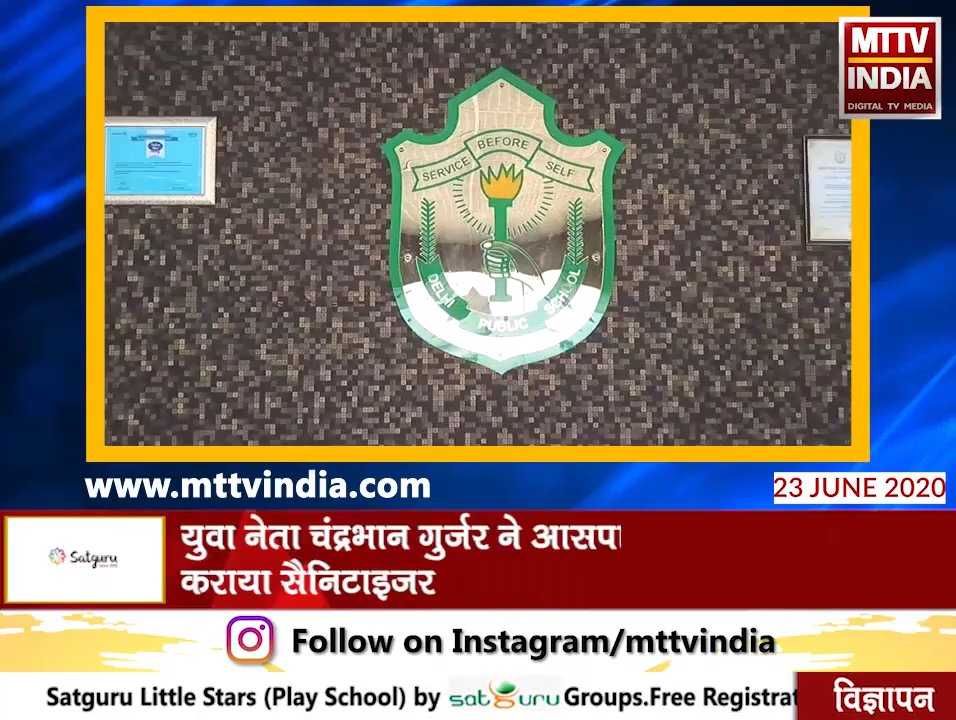 MTTV
INDIA
DIGITAL TV MEDIA
SERVICE BEFORE SELF
DELHI PUBLIC SCHOOL
www.mttvindia.com
23 JUNE 2020
Satguru
युवा नेता चंद्रभान गुर्जर ने आसपा
कराया सैनिटाइजर
Follow on Instagram/mttvindia
Satguru Little Stars (Play School) by satguru Groups.Free Registrat
विज्ञापन